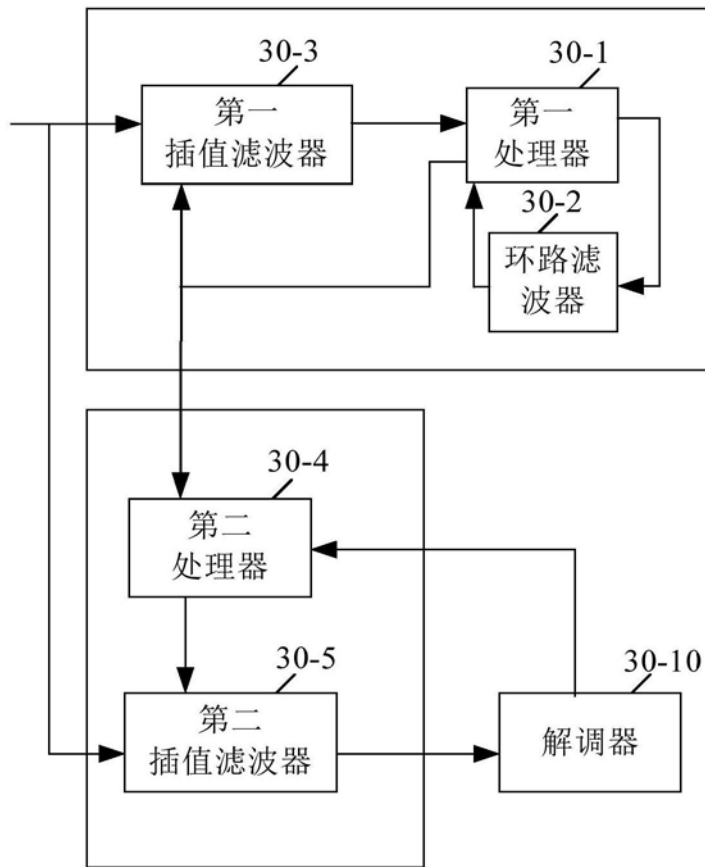 30-3
第一
插值滤波器
30-1
第一
处理器
30-2
环路滤
波器
30-4
第二
处理器
30-5
第二
插值滤波器
30-10
解调器